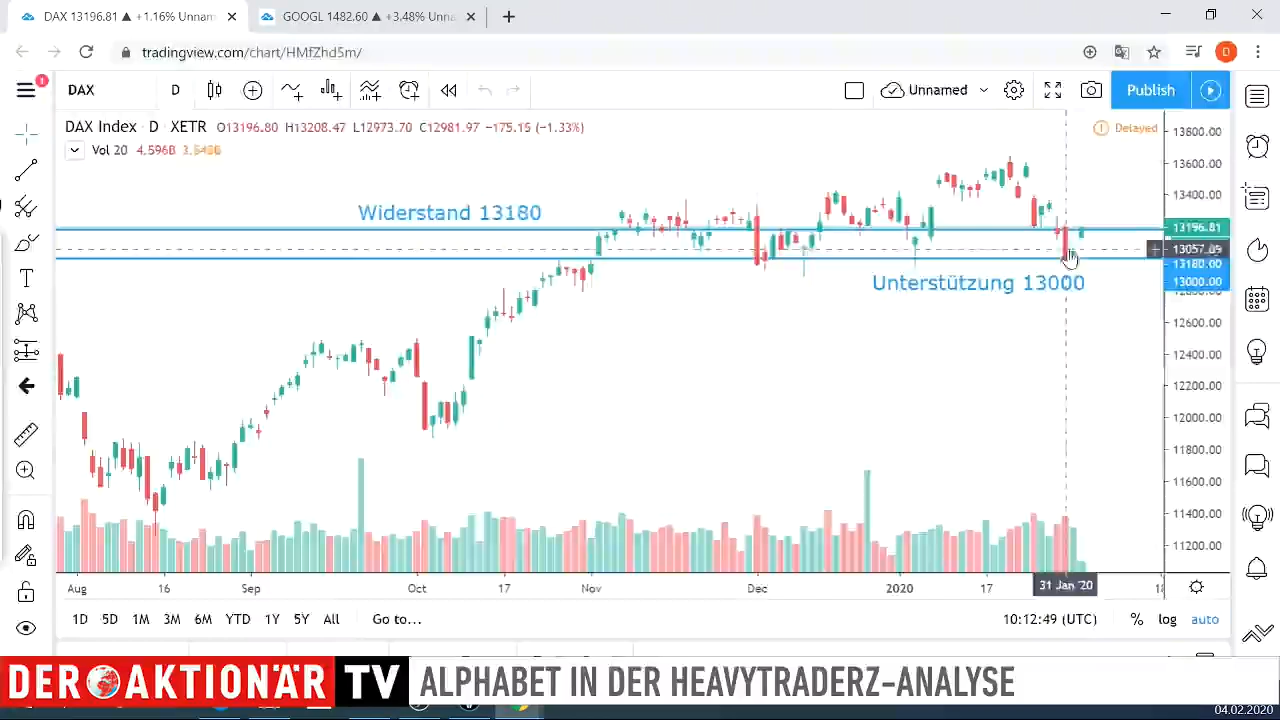 DAX 13196.81 ▲ +1.16% Unnam
GOOGL 1482.60 ▲ +3.48% Unna
tradingview.com/chart/HMfZhd5m/
D
1
DAX
D
Unnamed
Publish
DAX Index · D · XETR O13196.80 H13208.47 L12973.70 C12981.97 −175.15 (−1.33%)
Delayed
Vol 20 4.596B
Widerstand 13180
Unterstützung 13000
13800.00
13600.00
13400.00
13196.81
13180.00
13000.00
12600.00
12400.00
12200.00
12000.00
11800.00
11600.00
11400.00
11200.00
Aug 16 Sep Oct 17 Nov Dec 2020 17 31 Jan '20
1D 5D 1M 3M 6M YTD 1Y 5Y All Go to...
10:12:49 (UTC) % log auto
DER AKTIONÄR TV
ALPHABET IN DER HEAVYTRADERZ-ANALYSE
04.02.2020